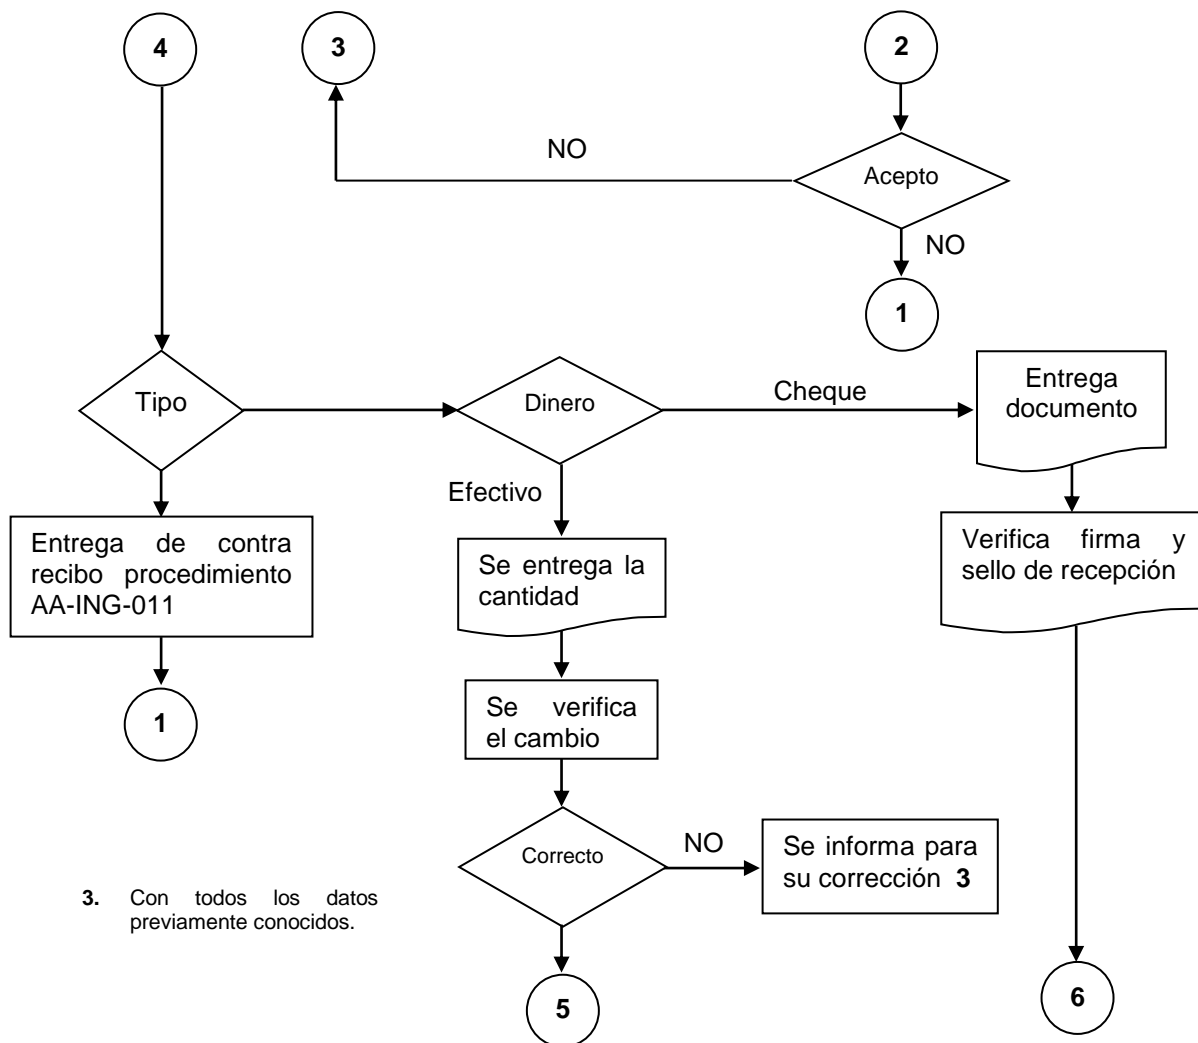 4
3
2
NO
Acepto
NO
1
Tipo
Dinero
Cheque
Entrega
documento
Efectivo
Entrega de contra
recibo procedimiento
AA-ING-011
Se entrega la
cantidad
Verifica firma y
sello de recepción
1
Se verifica
el cambio
Correcto
NO
Se informa para
su corrección 3
3. Con todos los datos
previamente conocidos.
5
6